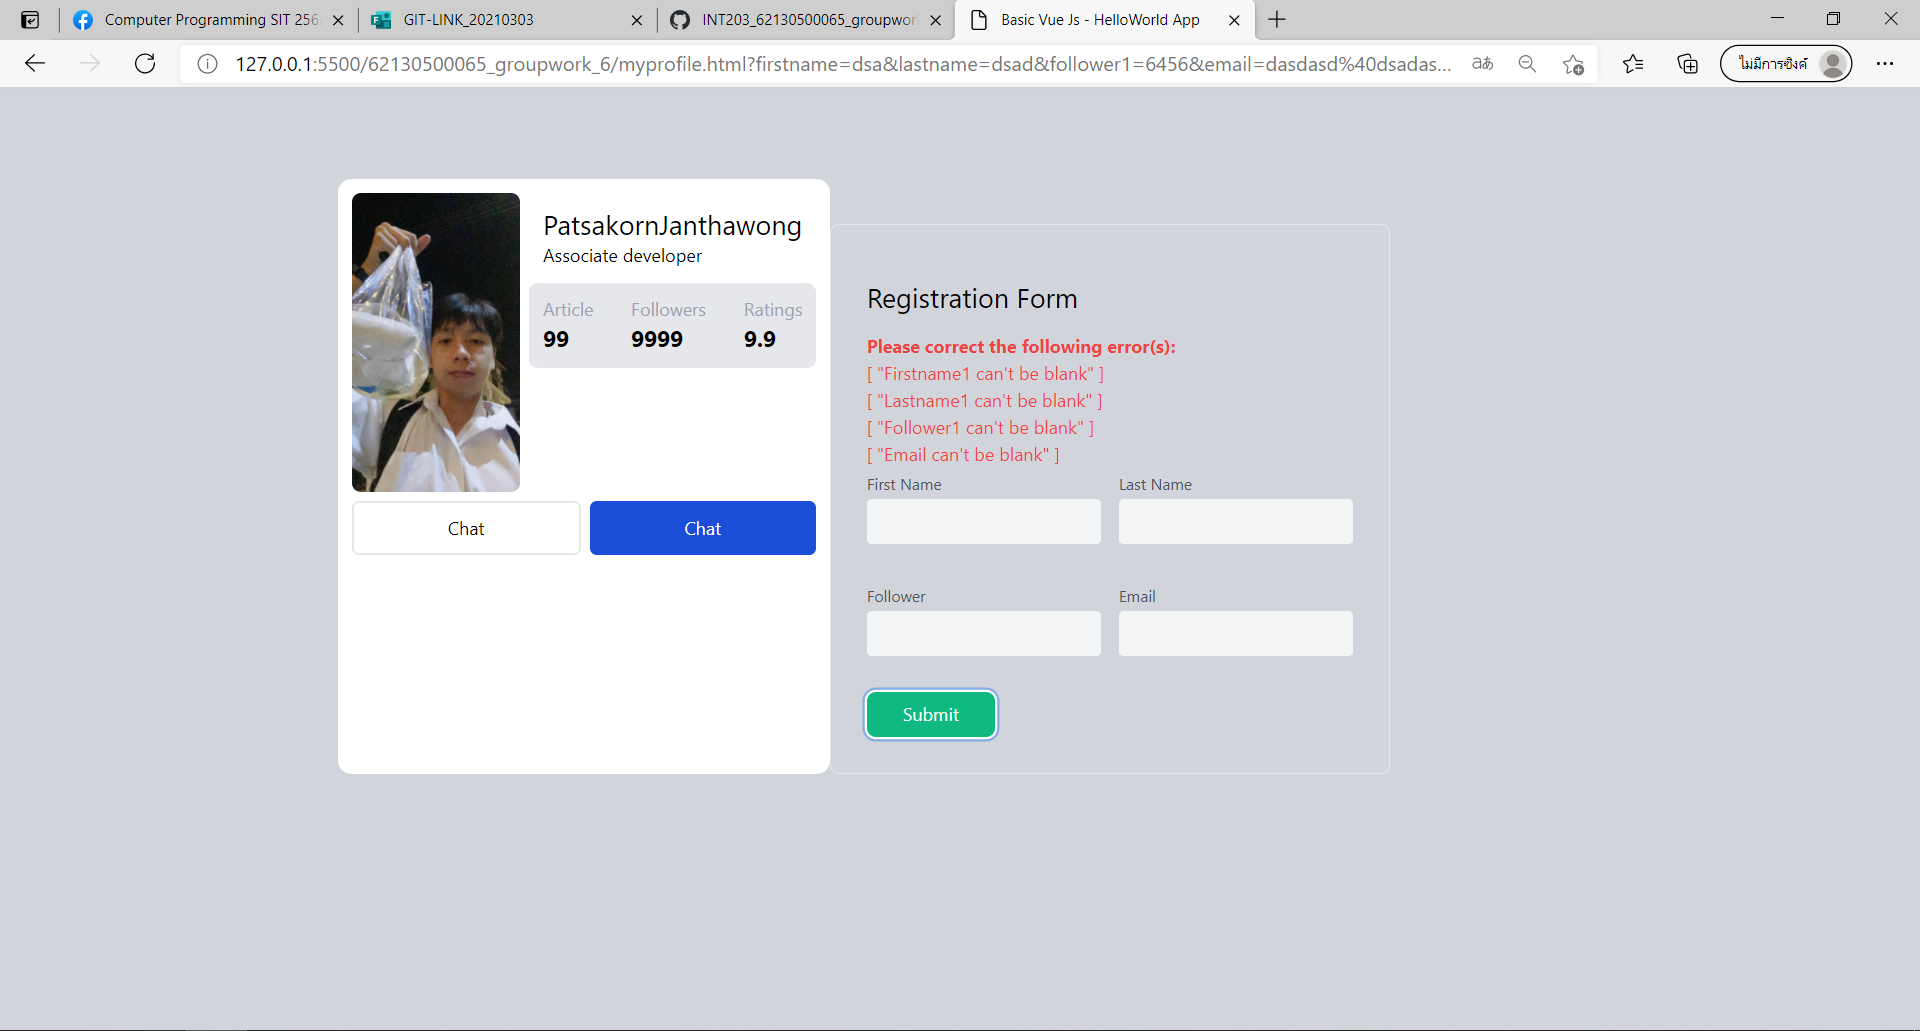 Computer Programming SIT 256
GIT-LINK_20210303
INT203_62130500065_groupwor
Basic Vue Js - HelloWorld App
127.0.0.1:5500/62130500065_groupwork_6/myprofile.html?firstname=dsa&lastname=dsad&follower1=6456&email=dasdasd%40dsadas...
ไม่มีการซิงค์
PatsakornJanthawong
Associate developer
Article Followers Ratings
99 9999 9.9
Chat Chat
Registration Form
Please correct the following error(s):
[ "Firstname1 can't be blank" ]
[ "Lastname1 can't be blank" ]
[ "Follower1 can't be blank" ]
[ "Email can't be blank" ]
First Name Last Name
Follower Email
Submit